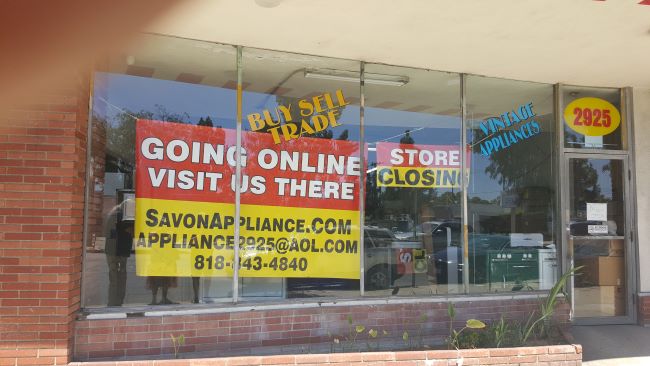 BUY SELL
TRADE
VINTAGE
APPLIANCES
2925
GOING ONLINE
VISIT US THERE
STORE
CLOSING
SAVONAPPLIANCE.COM
APPLIANCE2925@AOL.COM
818-843-4840